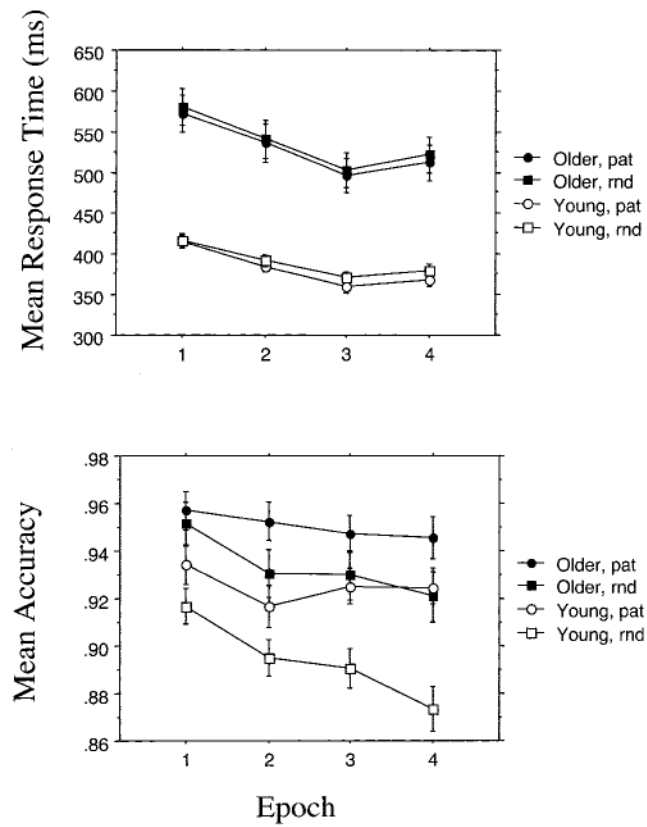 Mean Response Time (ms)
650
600
550
500
450
400
350
300
1 2 3 4
Older, pat
Older, rnd
Young, pat
Young, rnd
Mean Accuracy
.98
.96
.94
.92
.90
.88
.86
1 2 3 4
Older, pat
Older, rnd
Young, pat
Young, rnd
Epoch